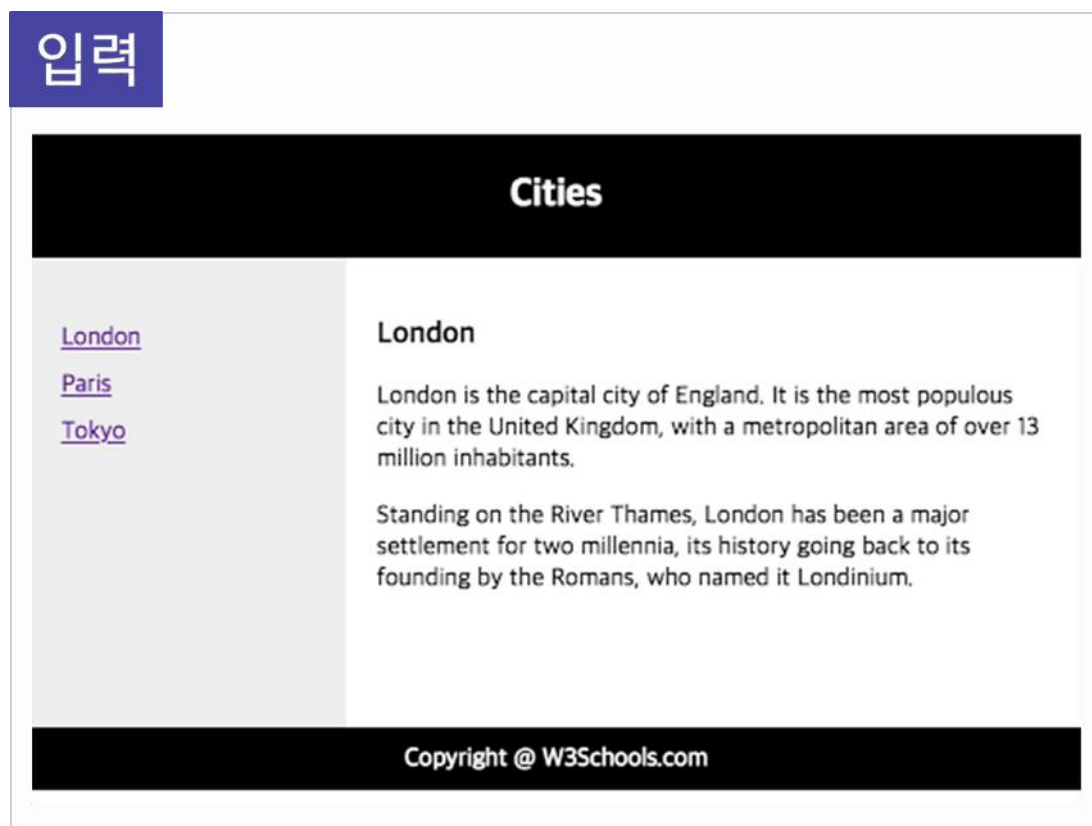 입력
Cities
London
Paris
Tokyo
London
London is the capital city of England. It is the most populous
city in the United Kingdom, with a metropolitan area of over 13
million inhabitants.
Standing on the River Thames, London has been a major
settlement for two millennia, its history going back to its
founding by the Romans, who named it Londinium.
Copyright @ W3Schools.com